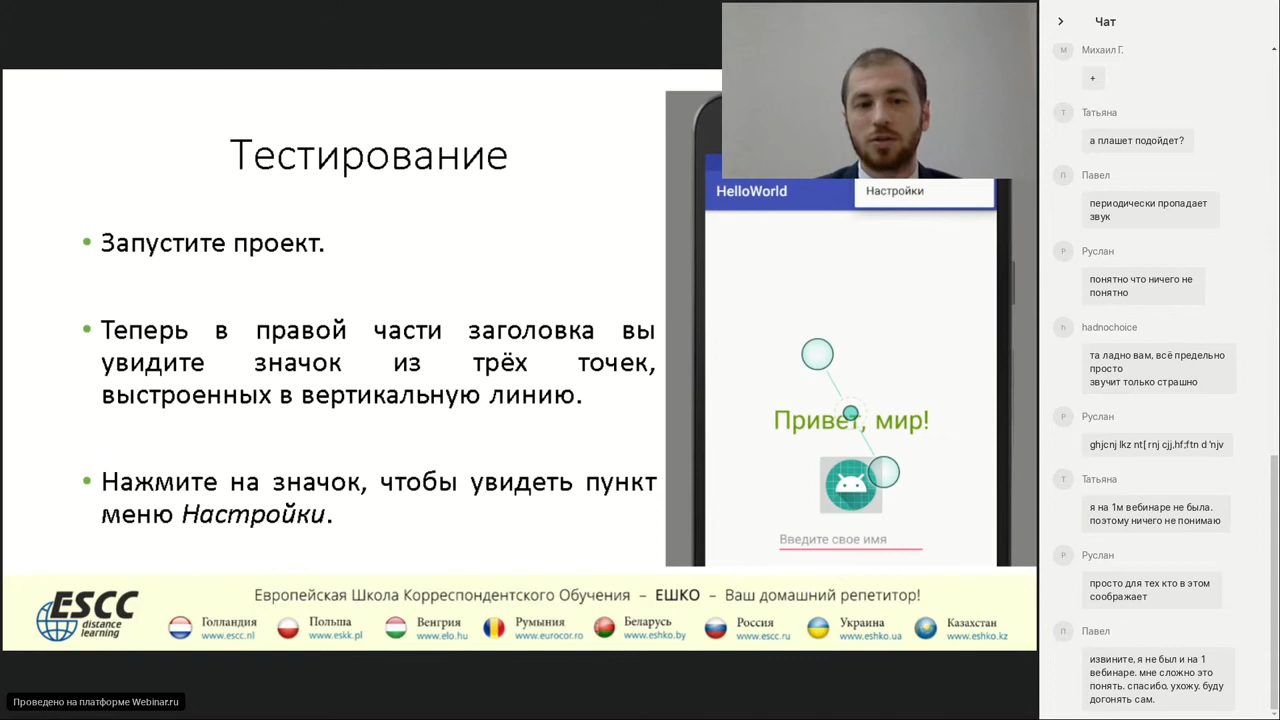 Тестирование
• Запустите проект.
• Теперь в правой части заголовка вы
увидите значок из трёх точек,
выстроенных в вертикальную линию.
• Нажмите на значок, чтобы увидеть пункт
меню Настройки.
HelloWorld
Настройки
Привет, мир!
Введите свое имя
ESCC
distance
learning
Европейская Школа Корреспондентского Обучения – ЕШКО – Ваш домашний репетитор!
Голландия
www.escc.nl
Польша
www.eskk.pl
Венгрия
www.elo.hu
Румыния
www.eurocor.ro
Беларусь
www.eshko.by
Россия
www.escc.ru
Украина
www.eshko.ua
Казахстан
www.eshko.kz
Проведено на платформе Webinar.ru
Чат
М
Михаил Г.
+
Т
Татьяна
а плашет подойдет?
П
Павел
периодически пропадает
звук
Р
Руслан
понятно что ничего не
понятно
h
hadnochoice
та ладно вам, всё предельно
просто
звучит только страшно
Р
Руслан
ghjcnj lkz nt[ rnj cjj,hf;ftn d 'njv
Т
Татьяна
я на 1м вебинаре не была.
поэтому ничего не понимаю
Р
Руслан
просто для тех кто в этом
соображает
П
Павел
извините, я не был и на 1
вебинаре. мне сложно это
понять. спасибо. ухожу. буду
догонять сам.